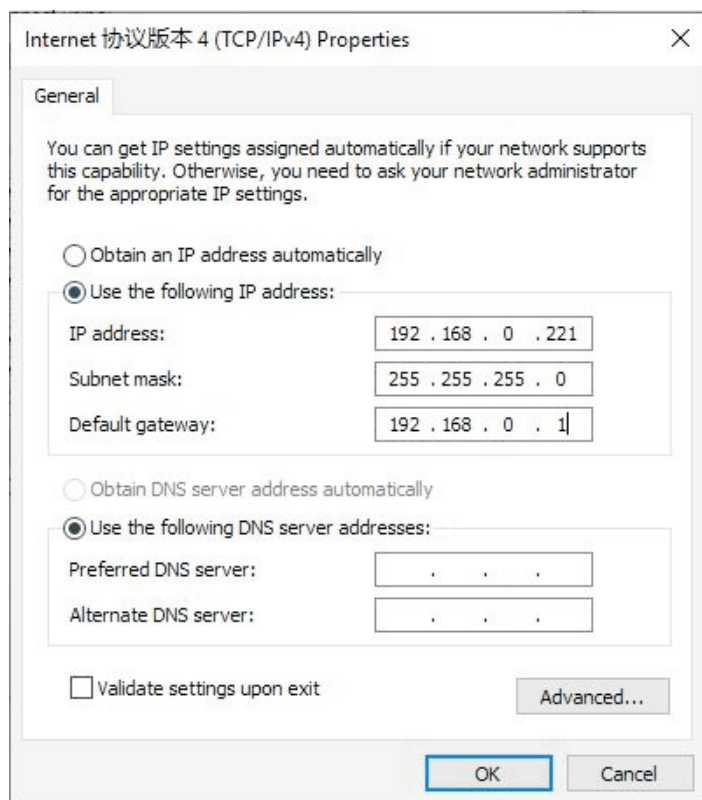 Internet 协议版本 4 (TCP/IPv4) Properties
General
You can get IP settings assigned automatically if your network supports
this capability. Otherwise, you need to ask your network administrator
for the appropriate IP settings.
Obtain an IP address automatically
Use the following IP address:
IP address: 192 . 168 . 0 . 221
Subnet mask: 255 . 255 . 255 . 0
Default gateway: 192 . 168 . 0 . 1
Obtain DNS server address automatically
Use the following DNS server addresses:
Preferred DNS server: . . .
Alternate DNS server: . . .
Validate settings upon exit
Advanced...
OK Cancel